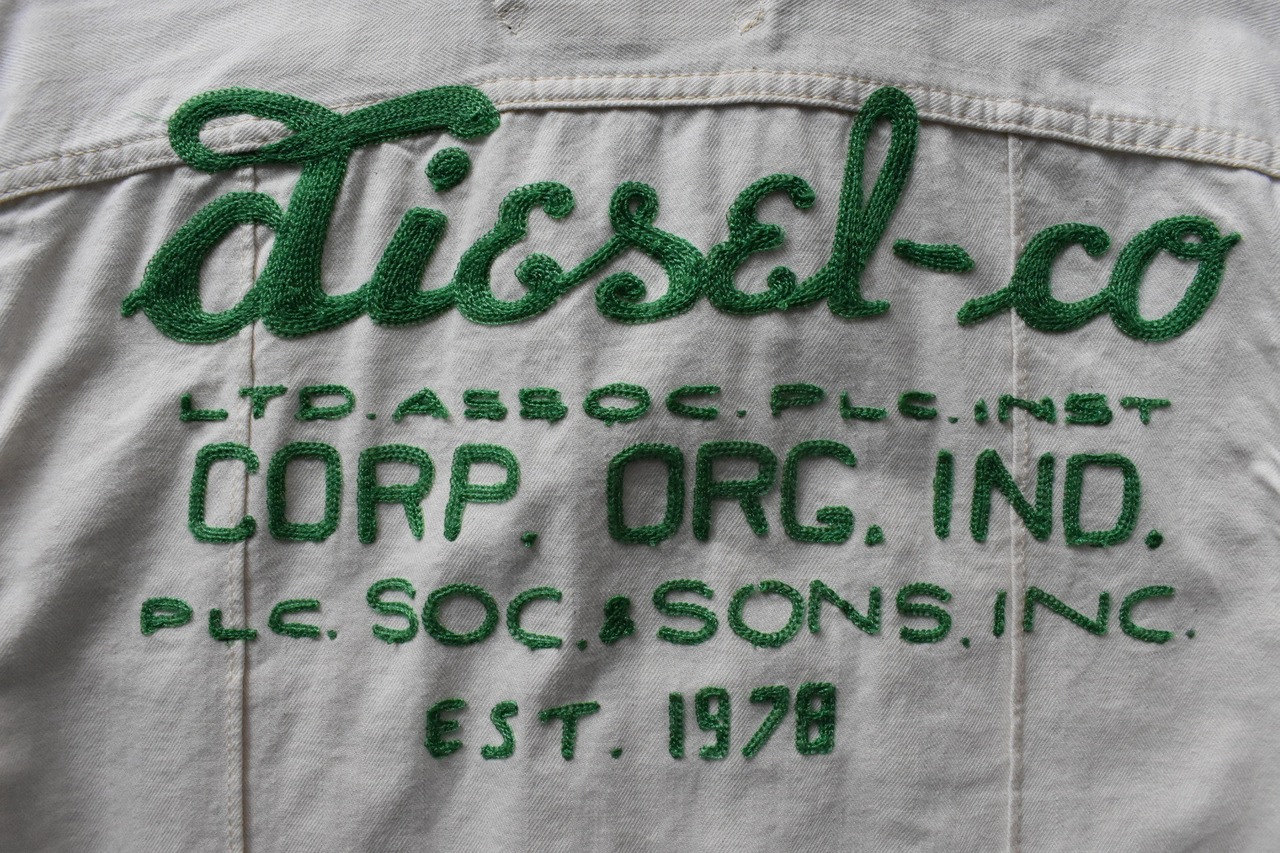 diesel-co
LTD. ASSOC. PLC. INST
CORP. ORG. IND.
PLC. SOC. & SONS. INC.
EST. 1978